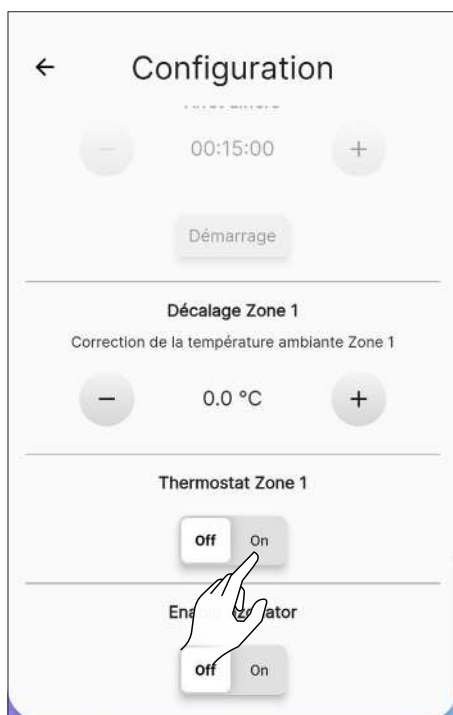 Configuration
− 00:15:00 +
Démarrage
Décalage Zone 1
Correction de la température ambiante Zone 1
− 0.0 °C +
Thermostat Zone 1
Off On
Off On